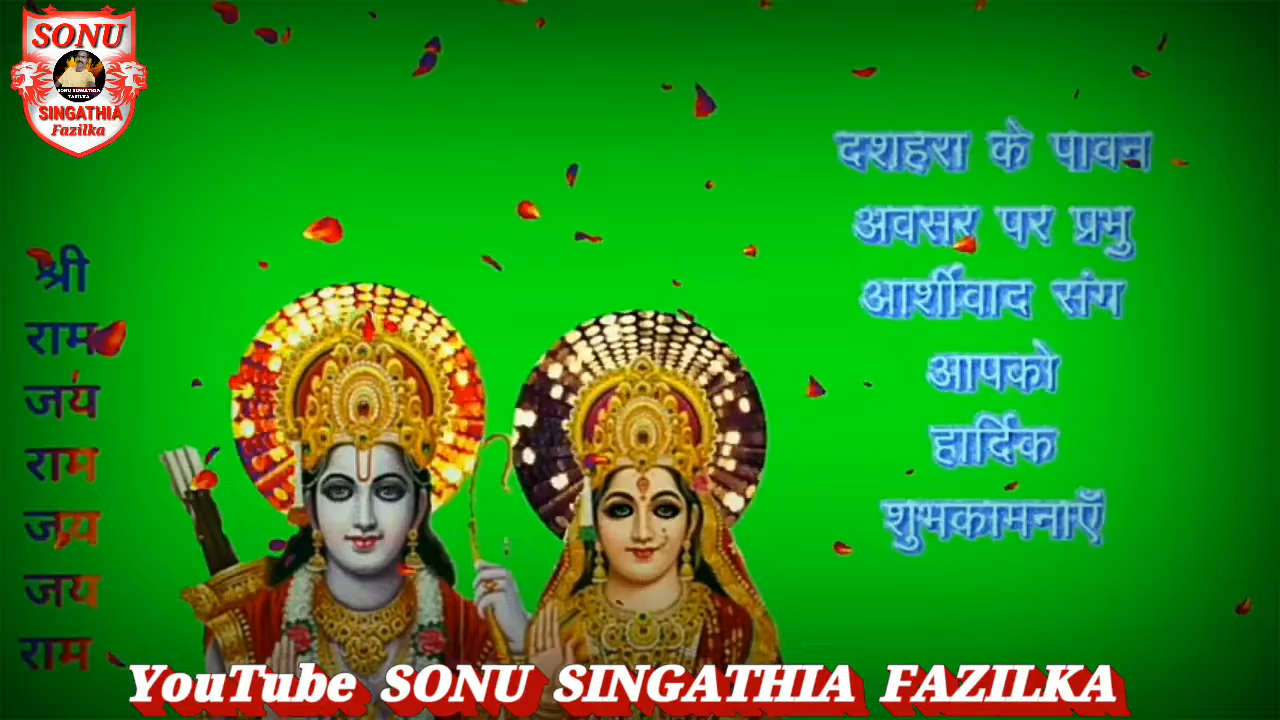 SONU
SINGATHIA
Fazilka
श्री
राम
जय
राम
जय
जय
राम
दशहरा के पावन
अवसर पर प्रभु
आर्शीवाद संग
आपको
हार्दिक
शुभकामनाएँ
YouTube SONU SINGATHIA FAZILKA